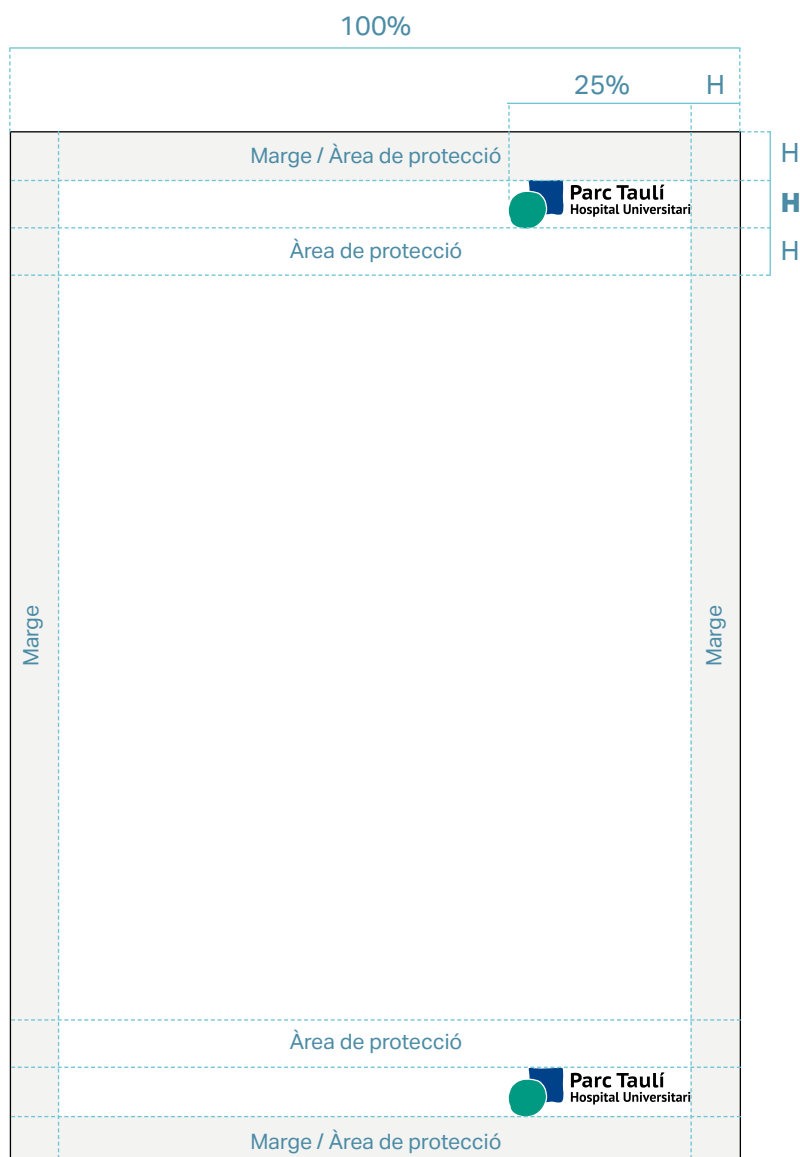 100%
25%
H
Marge / Àrea de protecció
H
Parc Taulí
Hospital Universitari
H
Àrea de protecció
H
Marge
Marge
Àrea de protecció
Parc Taulí
Hospital Universitari
Marge / Àrea de protecció